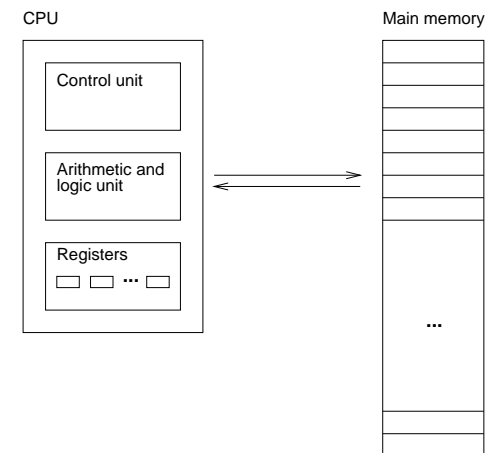 CPU
Main memory
Control unit
Arithmetic and
logic unit
Registers
...
...